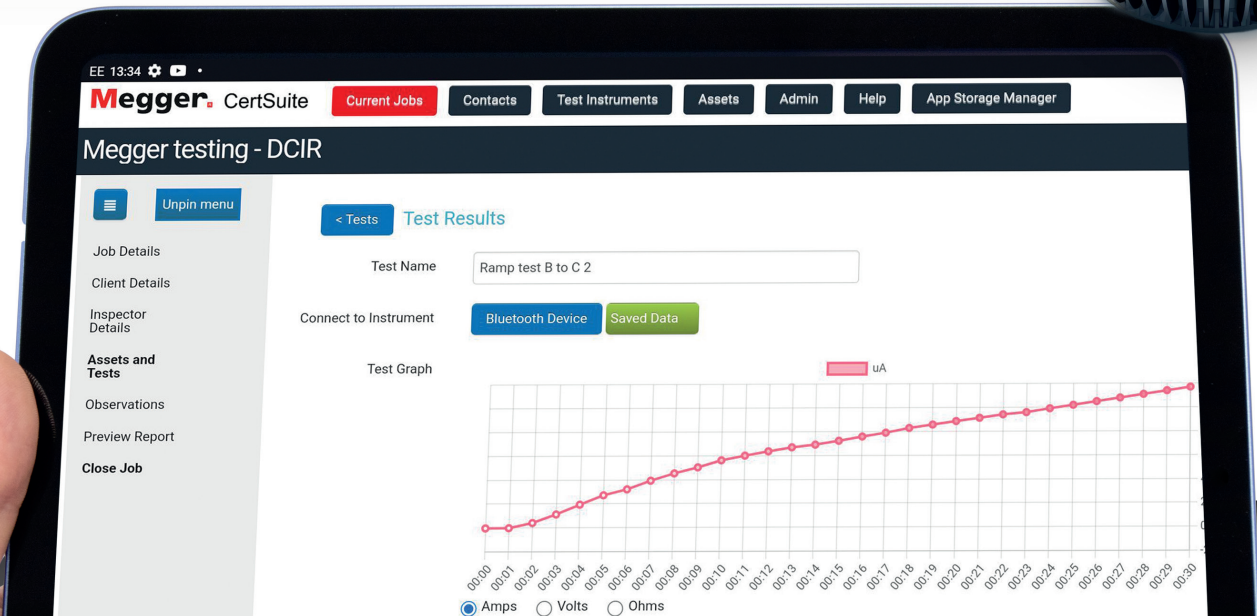 EE 13:34
Megger. CertSuite Current Jobs Contacts Test Instruments Assets Admin Help App Storage Manager
Megger testing - DCIR
Unpin menu
< Tests Test Results
Job Details
Test Name Ramp test B to C 2
Client Details
Inspector
Details
Connect to Instrument Bluetooth Device Saved Data
Assets and
Tests
Test Graph uA
Observations
Preview Report
Close Job
00:00 00:01 00:02 00:03 00:04 00:05 00:06 00:07 00:08 00:09 00:10 00:11 00:12 00:13 00:14 00:15 00:16 00:17 00:18 00:19 00:20 00:21 00:22 00:23 00:24 00:25 00:26 00:27 00:28 00:29 00:30
Amps Volts Ohms